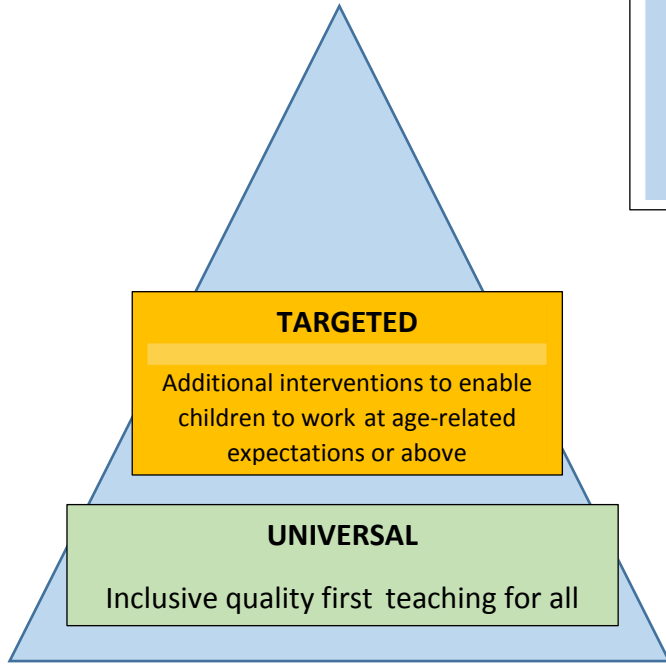 TARGETED
Additional interventions to enable
children to work at age-related
expectations or above
UNIVERSAL
Inclusive quality first teaching for all